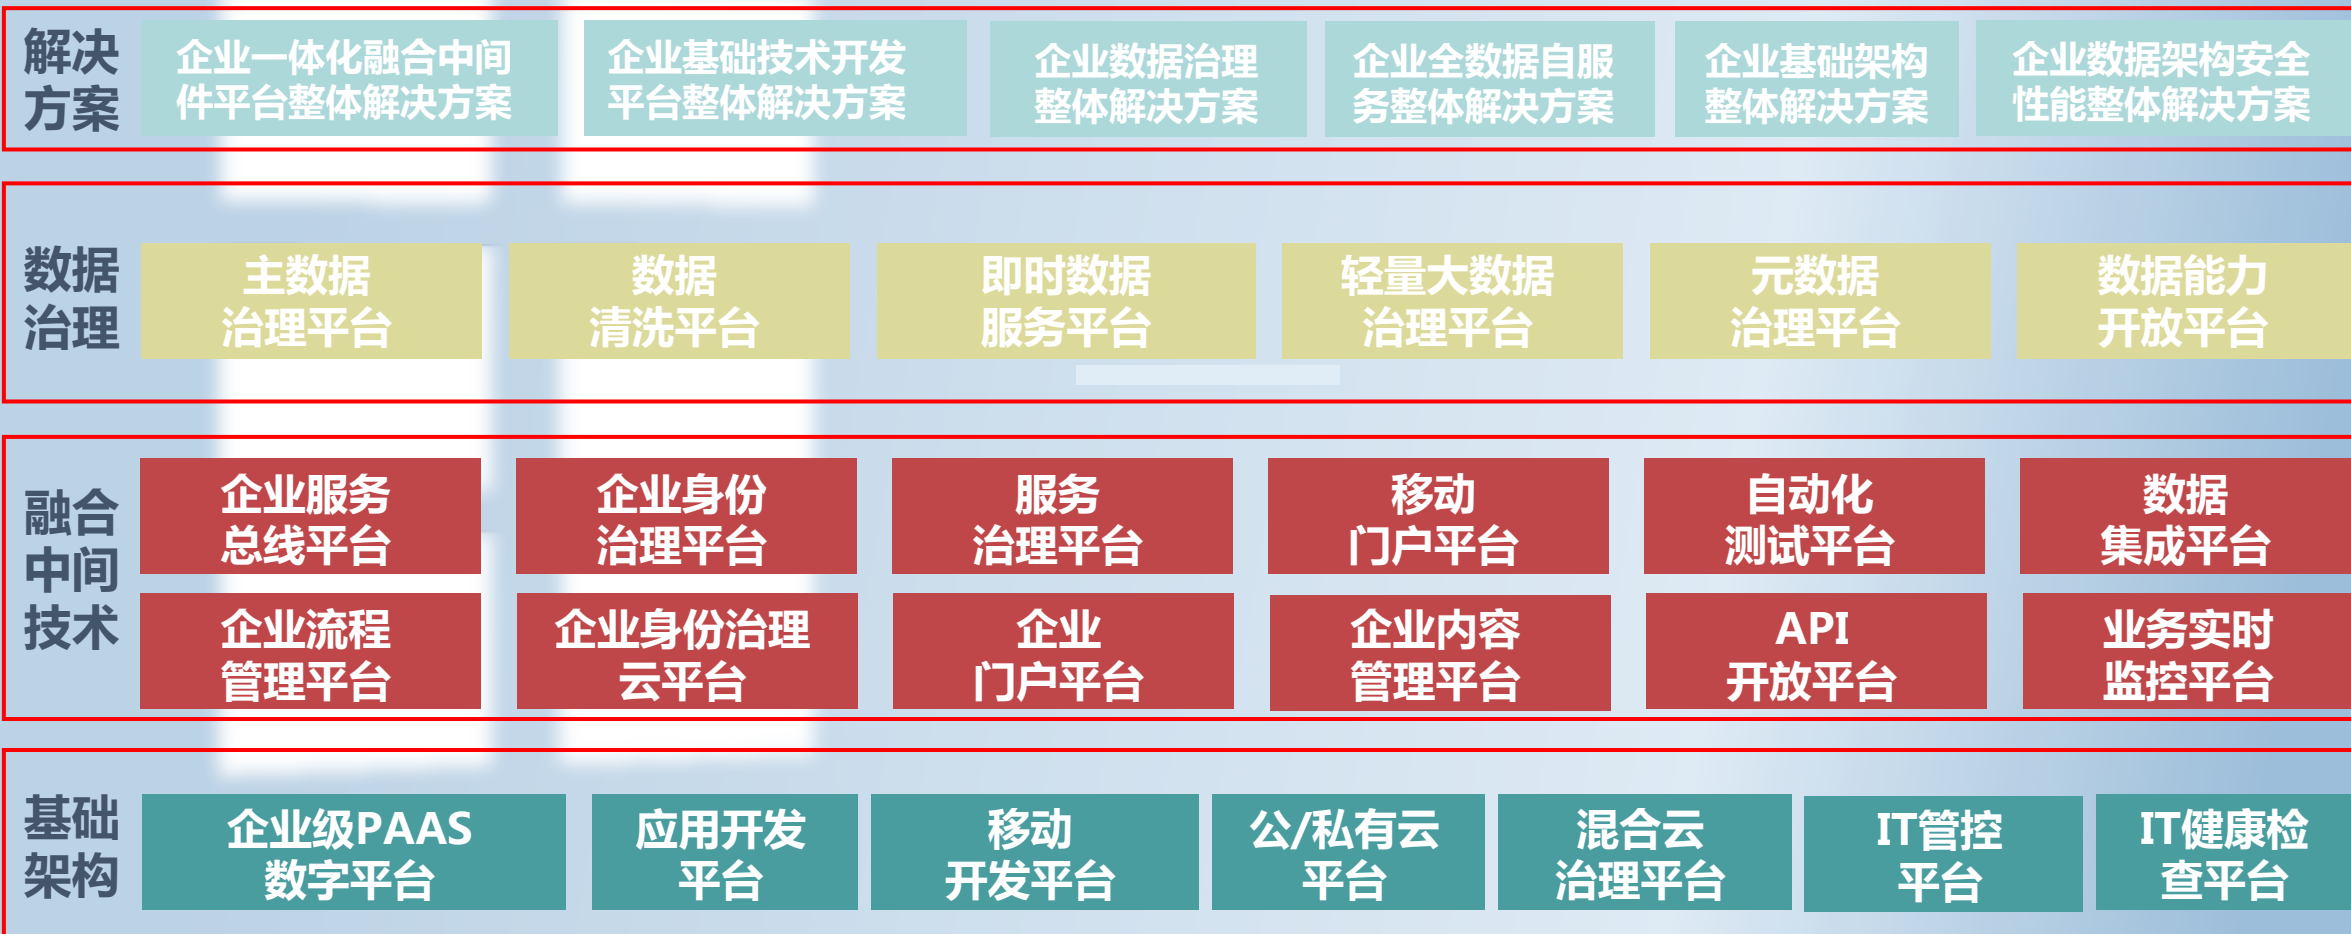 解决
方案
企业一体化融合中间
件平台整体解决方案
企业基础技术开发
平台整体解决方案
企业数据治理
整体解决方案
企业全数据自服
务整体解决方案
企业基础架构
整体解决方案
企业数据架构安全
性能整体解决方案
数据
治理
主数据
治理平台
数据
清洗平台
即时数据
服务平台
轻量大数据
治理平台
元数据
治理平台
数据能力
开放平台
融合
中间
技术
企业服务
总线平台
企业身份
治理平台
服务
治理平台
移动
门户平台
自动化
测试平台
数据
集成平台
企业流程
管理平台
企业身份治理
云平台
企业
门户平台
企业内容
管理平台
API
开放平台
业务实时
监控平台
基础
架构
企业级PAAS
数字平台
应用开发
平台
移动
开发平台
公/私有云
平台
混合云
治理平台
IT管控
平台
IT健康检
查平台